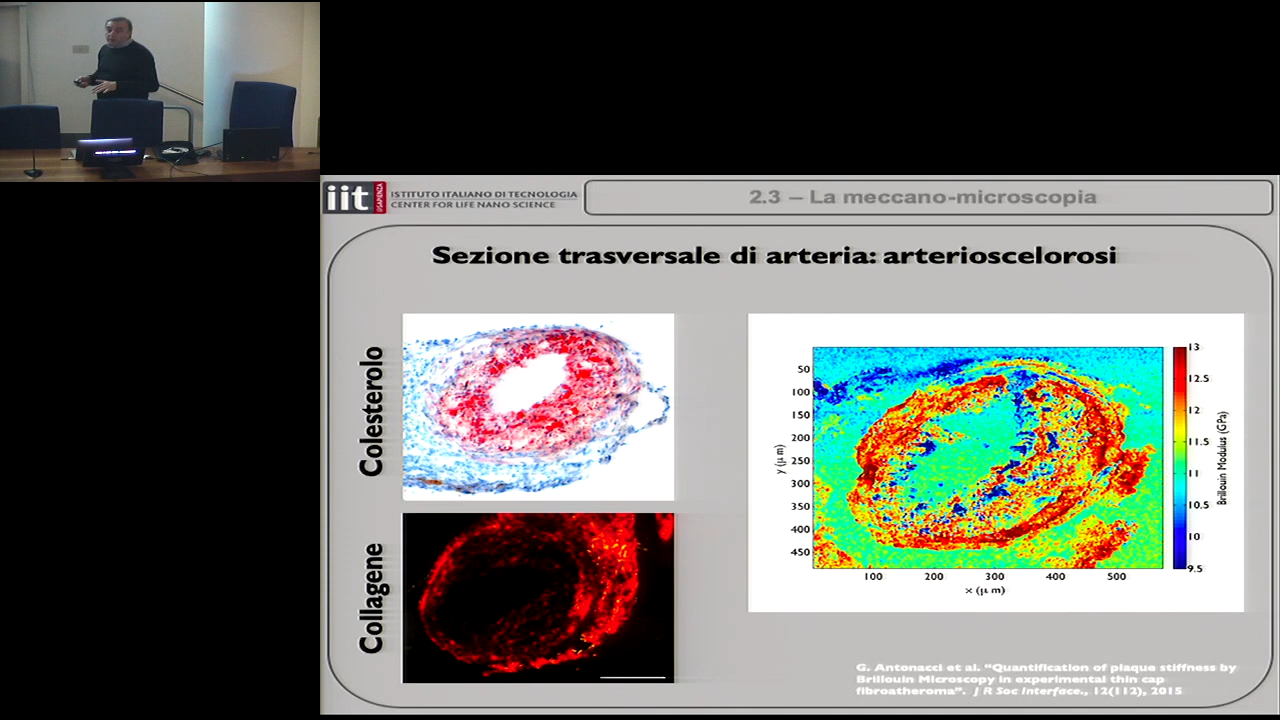 iit
SAPIENZA
ISTITUTO ITALIANO DI TECNOLOGIA
CENTER FOR LIFE NANO SCIENCE
2.3 – La meccano-microscopia
Sezione trasversale di arteria: arterioscelorosi
Colesterolo
Collagene
50
100
150
200
250
300
350
400
450
y (μ m)
100 200 300 400 500
x (μ m)
13
12.5
12
11.5
11
10.5
10
9.5
Brillouin Modulus (GPa)
G. Antonacci et al. “Quantification of plaque stiffness by
Brillouin Microscopy in experimental thin cap
fibroatheroma”. J R Soc Interface., 12(112), 2015